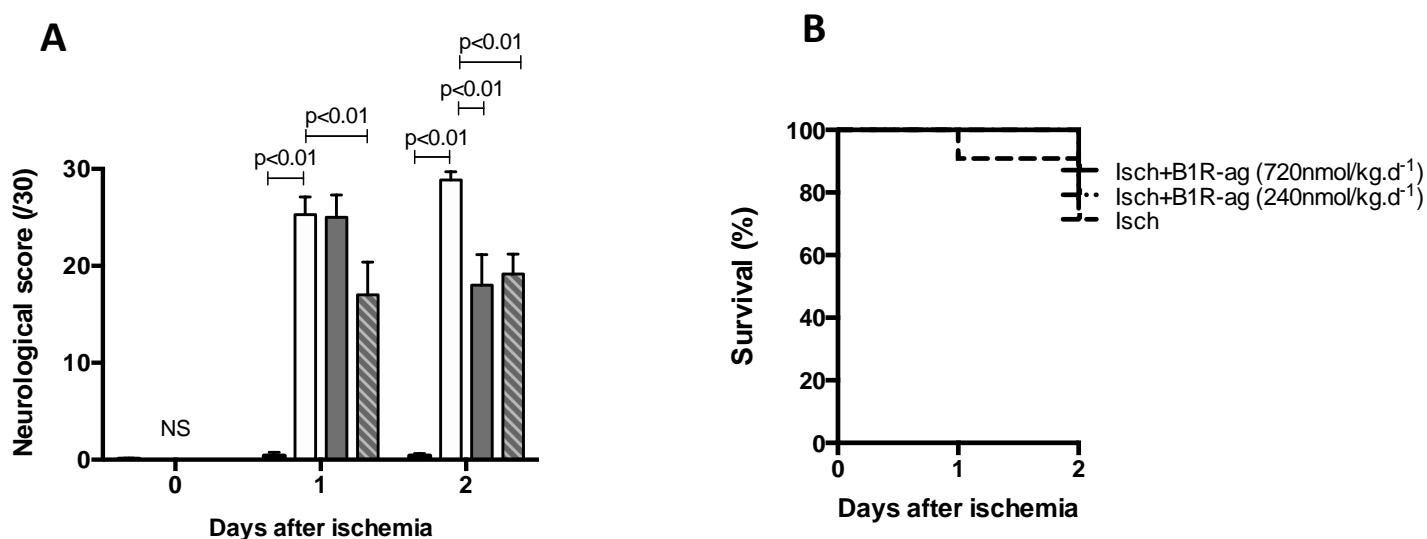 A
p<0.01
p<0.01
p<0.01
p<0.01
p<0.01
30
20
10
0
Neurological score (/30)
NS
0
1
2
Days after ischemia
B
100
80
60
40
20
0
Survival (%)
0
1
2
Days after ischemia
Isch+B1R-ag (720nmol/kg.d-1)
Isch+B1R-ag (240nmol/kg.d-1)
Isch